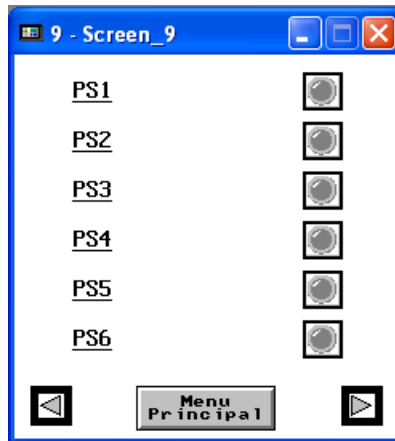 9 - Screen_9
PS1
PS2
PS3
PS4
PS5
PS6
Menu
Principal